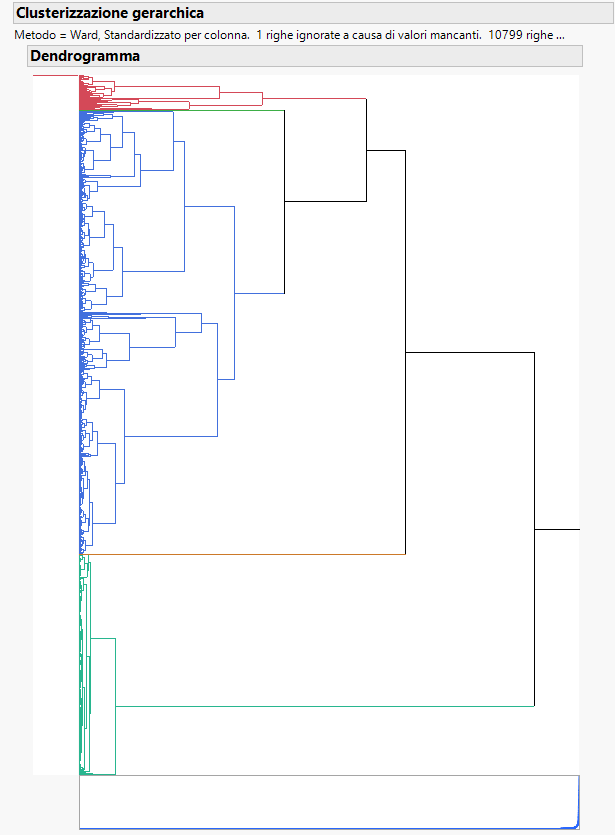 Clusterizzazione gerarchica
Metodo = Ward, Standardizzato per colonna.  1 righe ignorate a causa di valori mancanti.  10799 righe ...
Dendrogramma